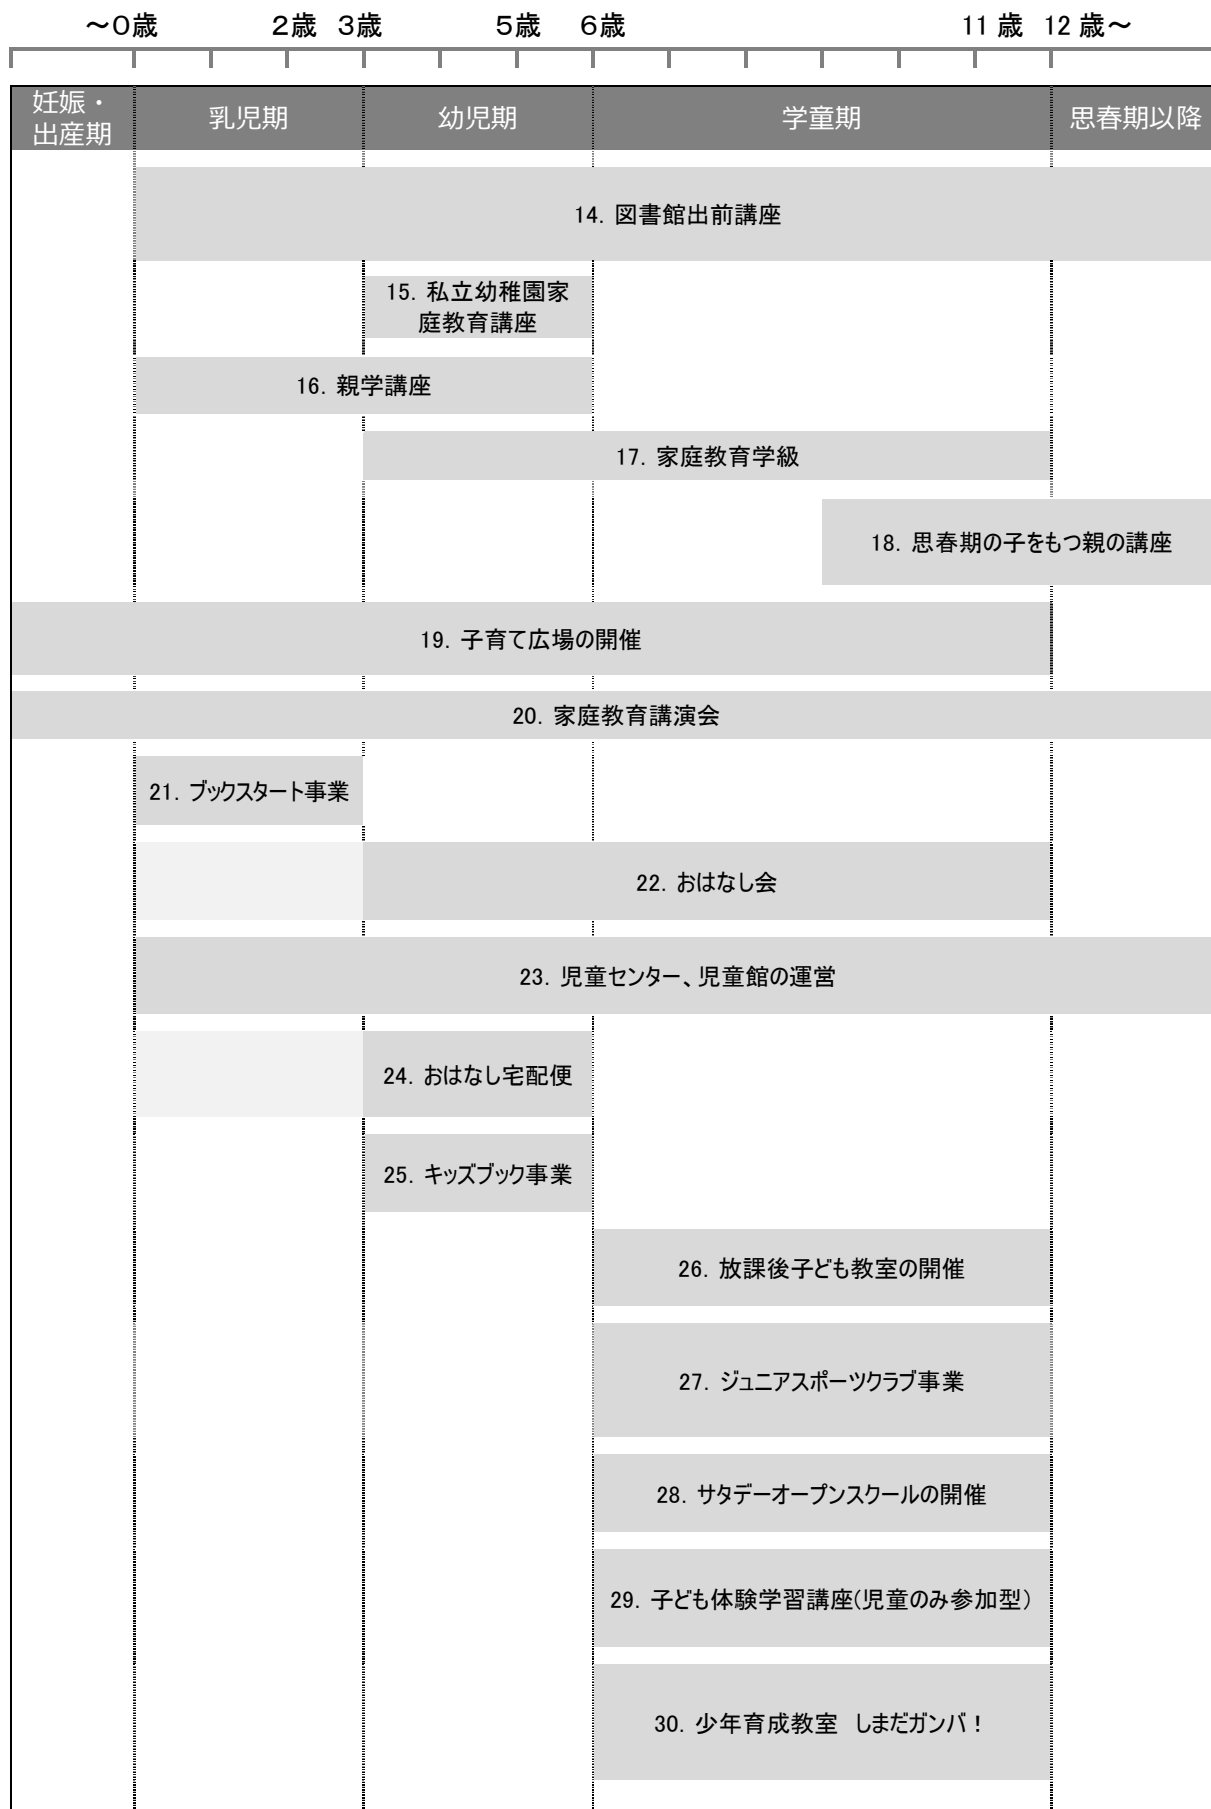 ～０歳 ２歳 ３歳 ５歳 ６歳 11 歳 12 歳～
妊娠・
出産期
乳児期 幼児期 学童期 思春期以降
14. 図書館出前講座
15. 私立幼稚園家
庭教育講座
16. 親学講座
17. 家庭教育学級
18. 思春期の子をもつ親の講座
19. 子育て広場の開催
20. 家庭教育講演会
21. ブックスタート事業
22. おはなし会
23. 児童センター、児童館の運営
24. おはなし宅配便
25. キッズブック事業
26. 放課後子ども教室の開催
27. ジュニアスポーツクラブ事業
28. サタデーオープンスクールの開催
29. 子ども体験学習講座(児童のみ参加型)
30. 少年育成教室　しまだガンバ！